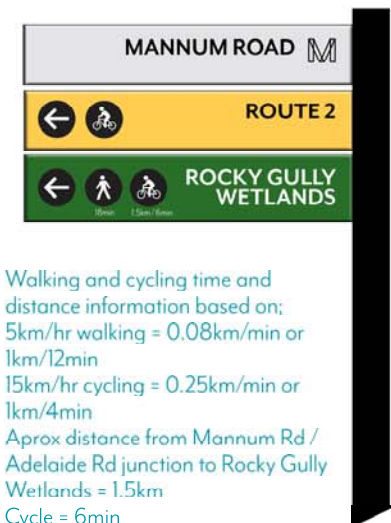 MANNUM ROAD M
ROUTE 2
ROCKY GULLY
WETLANDS
18min 1.5km / 6min
Walking and cycling time and
distance information based on;
5km/hr walking = 0.08km/min or
1km/12min
15km/hr cycling = 0.25km/min or
1km/4min
Aprox distance from Mannum Rd /
Adelaide Rd junction to Rocky Gully
Wetlands = 1.5km
Cycle = 6min